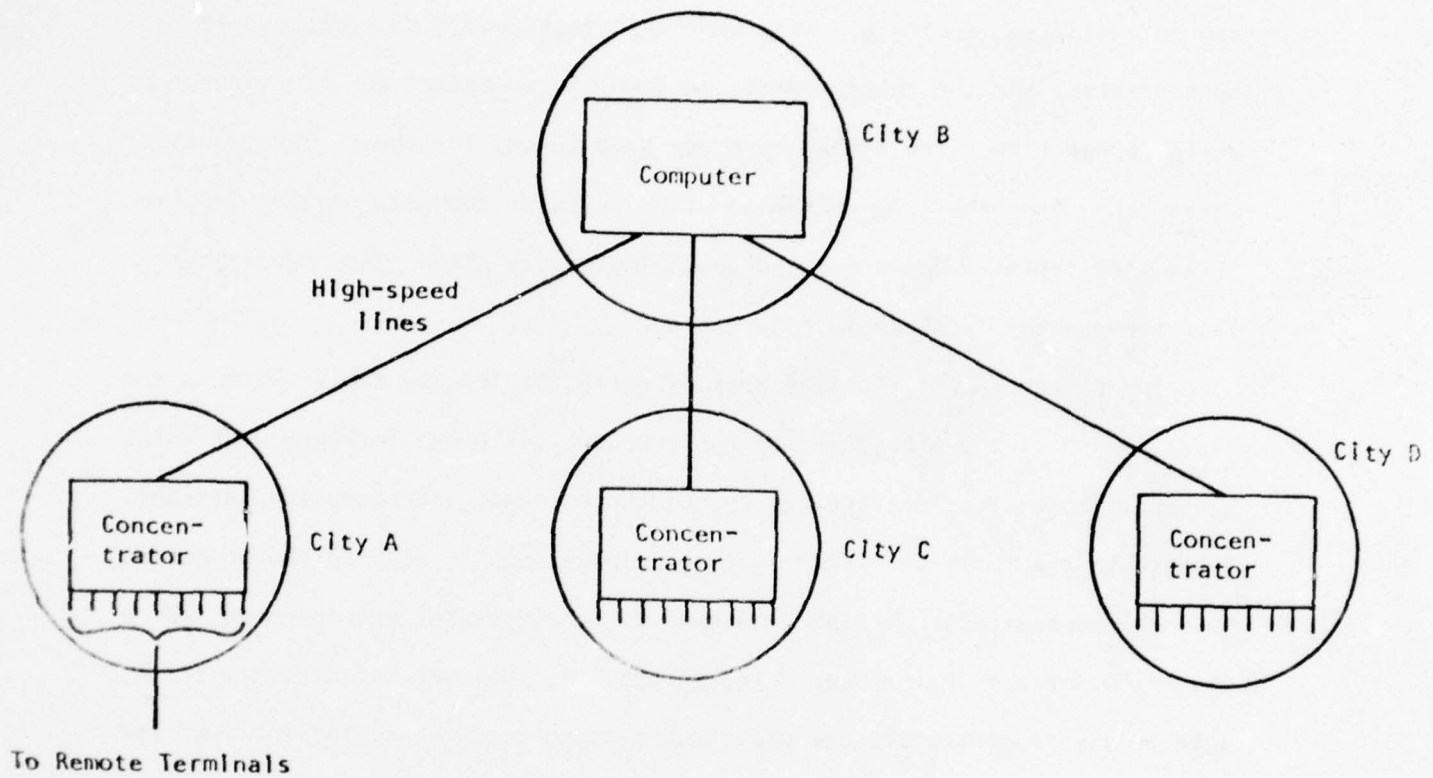 City B
Computer
High-speed
lines
City D
Concen-
trator
City A
Concen-
trator
City C
Concen-
trator
To Remote Terminals